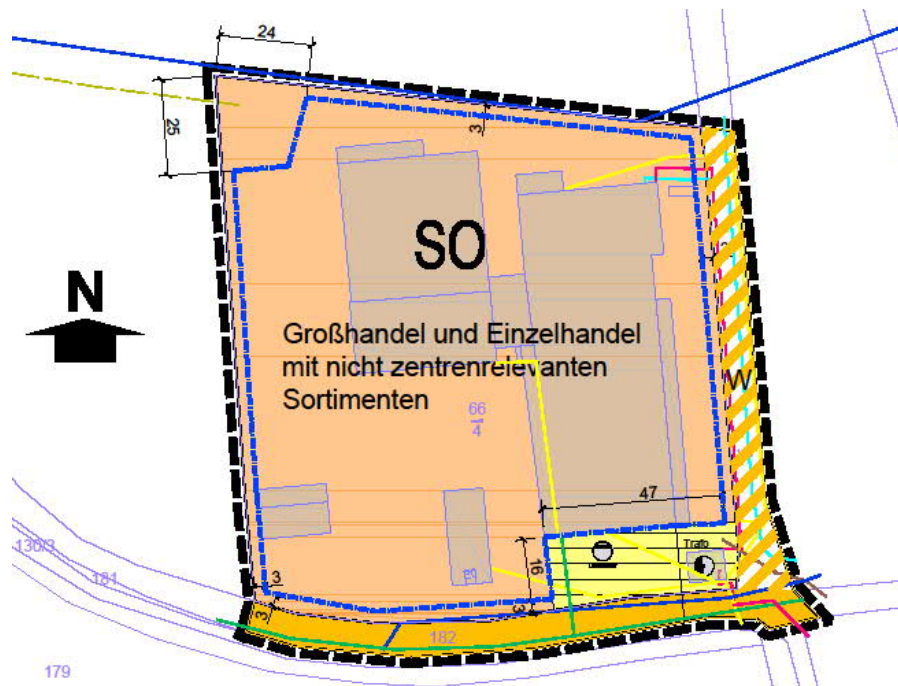 24
25
3
SO
N
Großhandel und Einzelhandel
mit nicht zentrenrelevanten
Sortimenten
W
66
4
47
130/3
Trafo
16
181
3
3
3
182
179